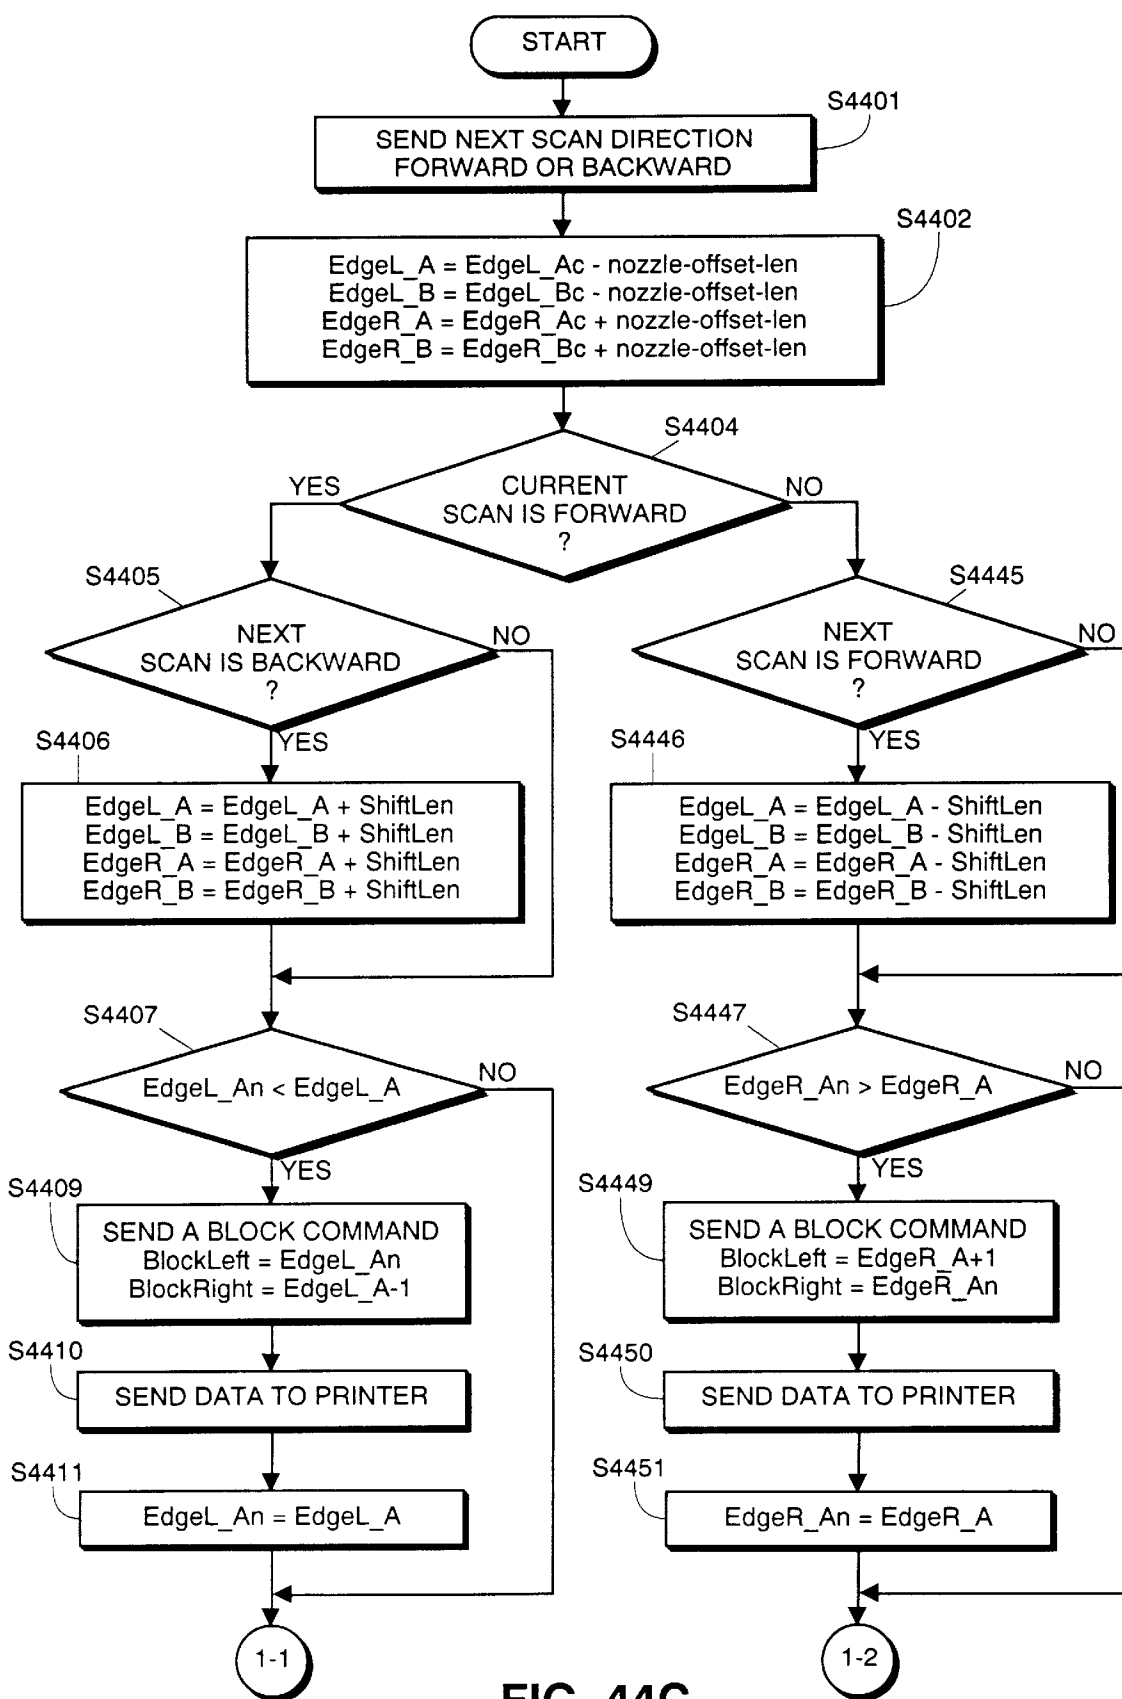 START
S4401
SEND NEXT SCAN DIRECTION
FORWARD OR BACKWARD
S4402
EdgeL_A = EdgeL_Ac - nozzle-offset-len
EdgeL_B = EdgeL_Bc - nozzle-offset-len
EdgeR_A = EdgeR_Ac + nozzle-offset-len
EdgeR_B = EdgeR_Bc + nozzle-offset-len
S4404
YES
CURRENT
SCAN IS FORWARD
?
NO
S4405
NEXT
SCAN IS BACKWARD
?
NO
YES
S4406
EdgeL_A = EdgeL_A + ShiftLen
EdgeL_B = EdgeL_B + ShiftLen
EdgeR_A = EdgeR_A + ShiftLen
EdgeR_B = EdgeR_B + ShiftLen
S4407
EdgeL_An < EdgeL_A
NO
YES
S4409
SEND A BLOCK COMMAND
BlockLeft = EdgeL_An
BlockRight = EdgeL_A-1
S4410
SEND DATA TO PRINTER
S4411
EdgeL_An = EdgeL_A
1-1
S4445
NEXT
SCAN IS FORWARD
?
NO
YES
S4446
EdgeL_A = EdgeL_A - ShiftLen
EdgeL_B = EdgeL_B - ShiftLen
EdgeR_A = EdgeR_A - ShiftLen
EdgeR_B = EdgeR_B - ShiftLen
S4447
EdgeR_An > EdgeR_A
NO
YES
S4449
SEND A BLOCK COMMAND
BlockLeft = EdgeR_A+1
BlockRight = EdgeR_An
S4450
SEND DATA TO PRINTER
S4451
EdgeR_An = EdgeR_A
1-2
FIG. 44C